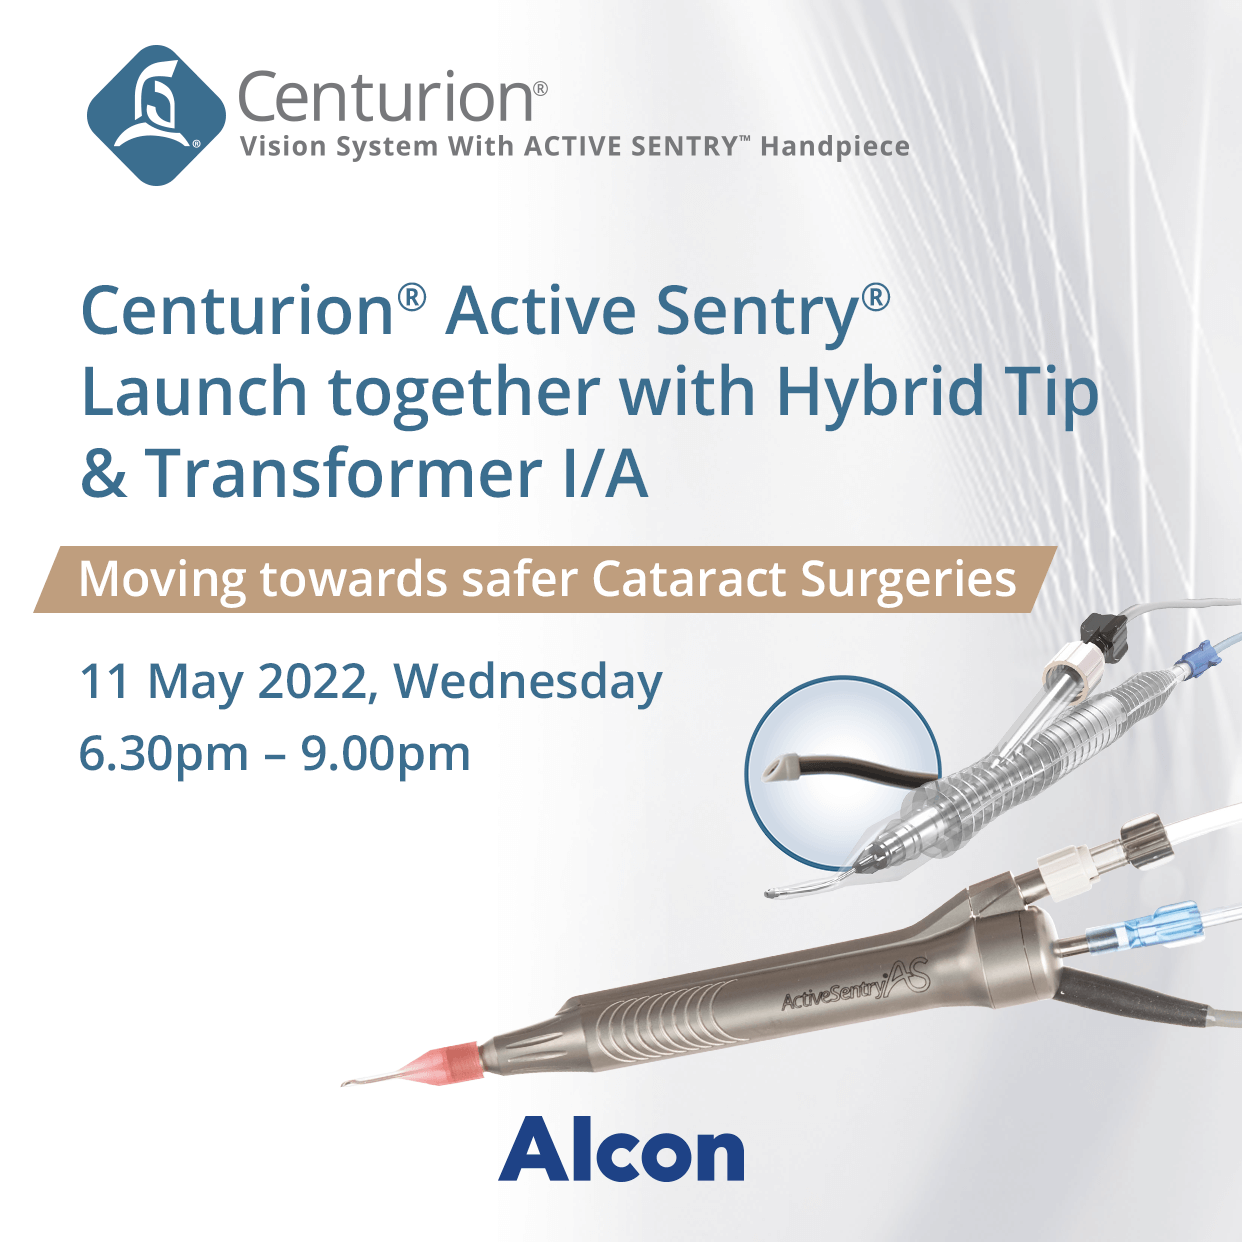 Centurion®
Vision System With ACTIVE SENTRY™ Handpiece
®
Centurion® Active Sentry®
Launch together with Hybrid Tip
& Transformer I/A
Moving towards safer Cataract Surgeries
11 May 2022, Wednesday
6.30pm – 9.00pm
ActiveSentry AS
Alcon